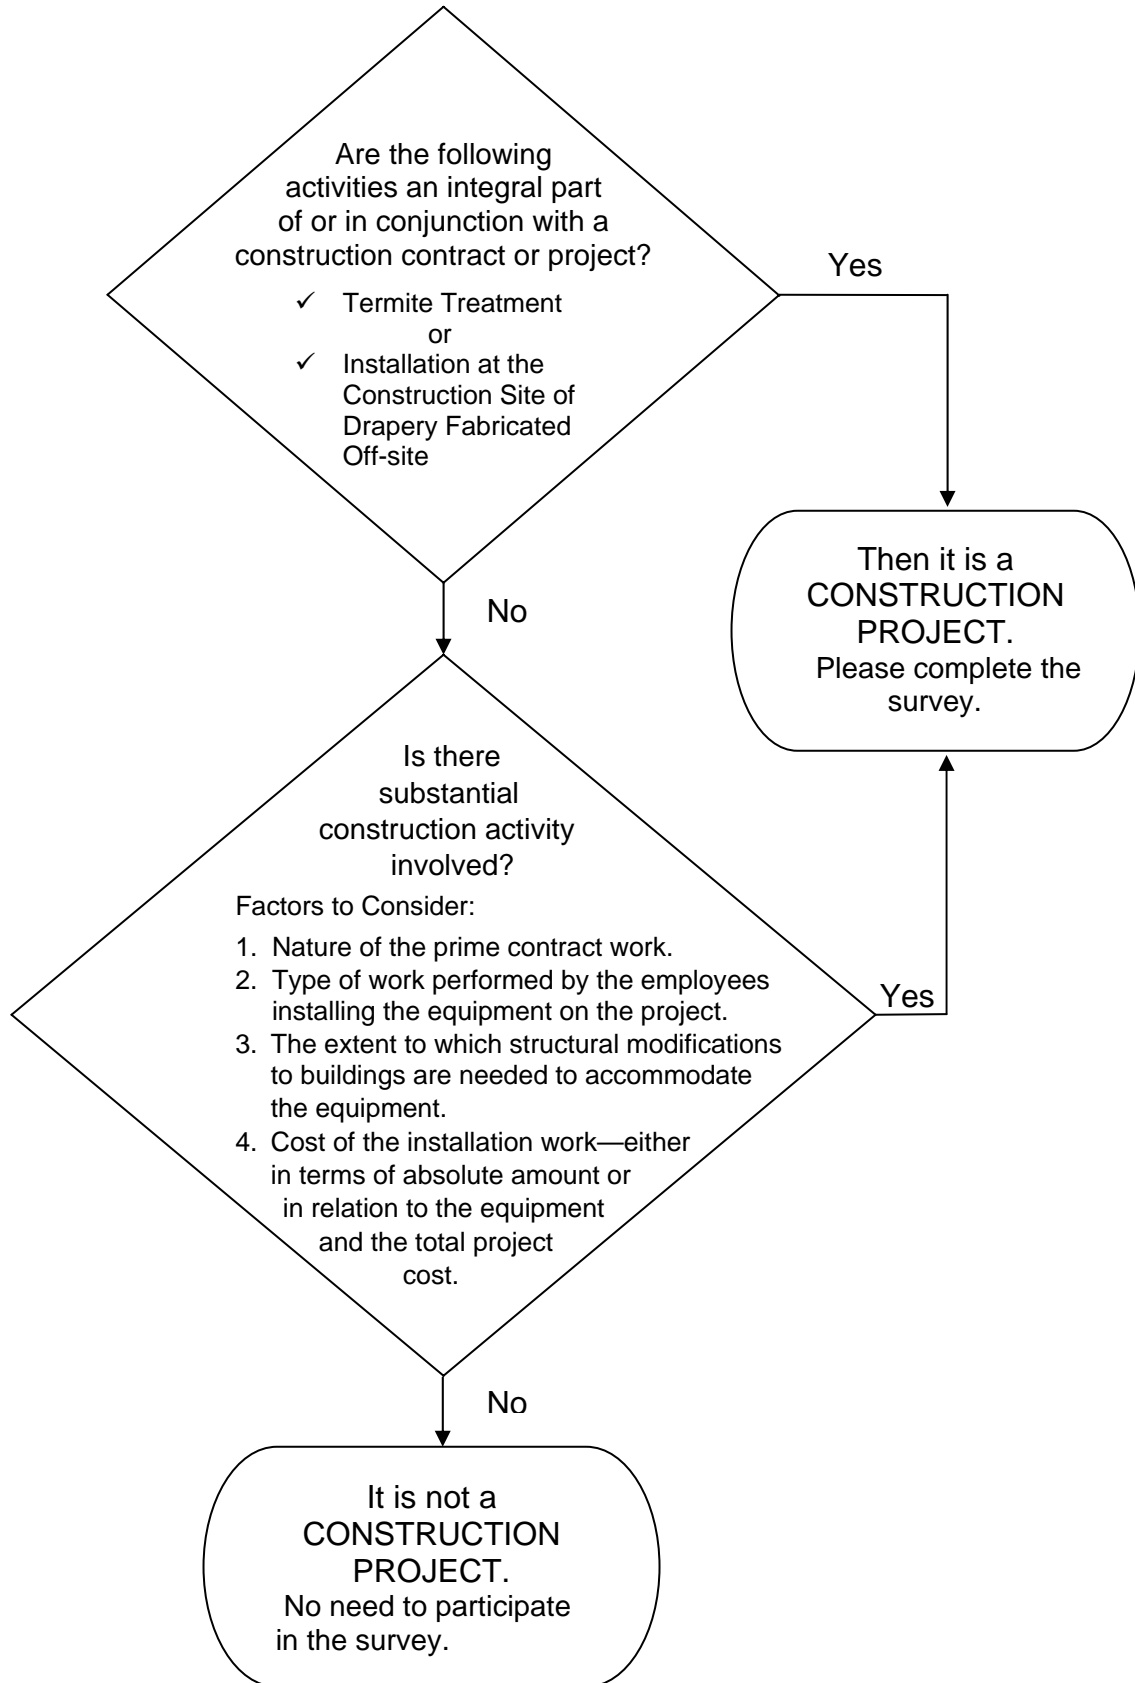 Are the following
activities an integral part
of or in conjunction with a
construction contract or project?
✓ Termite Treatment
or
✓ Installation at the
Construction Site of
Drapery Fabricated
Off-site
Yes
Then it is a
CONSTRUCTION
PROJECT.
Please complete the
survey.
No
Is there
substantial
construction activity
involved?
Factors to Consider:
1. Nature of the prime contract work.
2. Type of work performed by the employees
installing the equipment on the project.
3. The extent to which structural modifications
to buildings are needed to accommodate
the equipment.
4. Cost of the installation work—either
in terms of absolute amount or
in relation to the equipment
and the total project
cost.
Yes
No
It is not a
CONSTRUCTION
PROJECT.
No need to participate
in the survey.